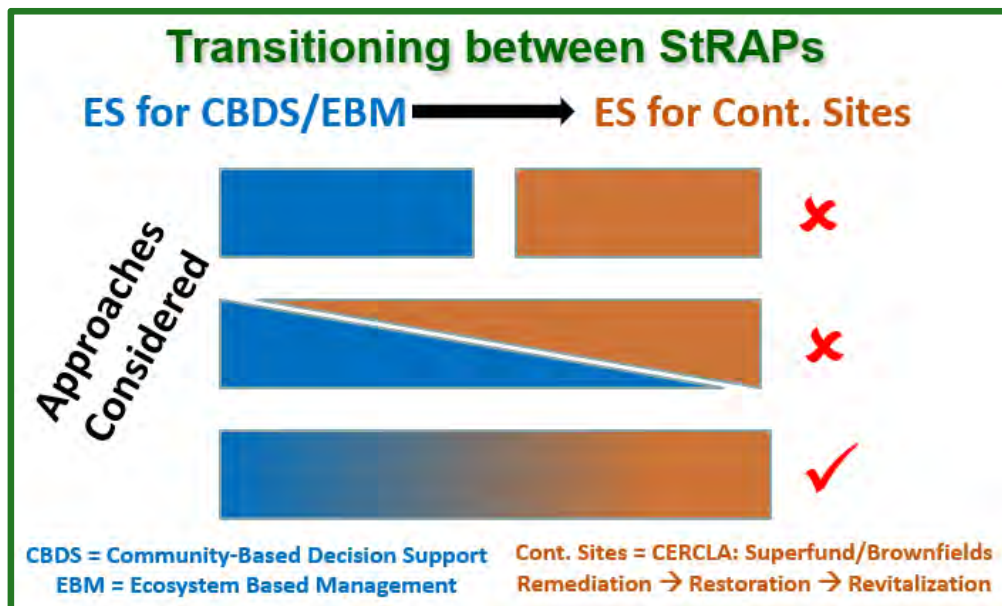 Transitioning between StRAPs
ES for CBDS/EBM → ES for Cont. Sites
Approaches
Considered
CBDS = Community-Based Decision Support
EBM = Ecosystem Based Management
Cont. Sites = CERCLA: Superfund/Brownfields
Remediation → Restoration → Revitalization